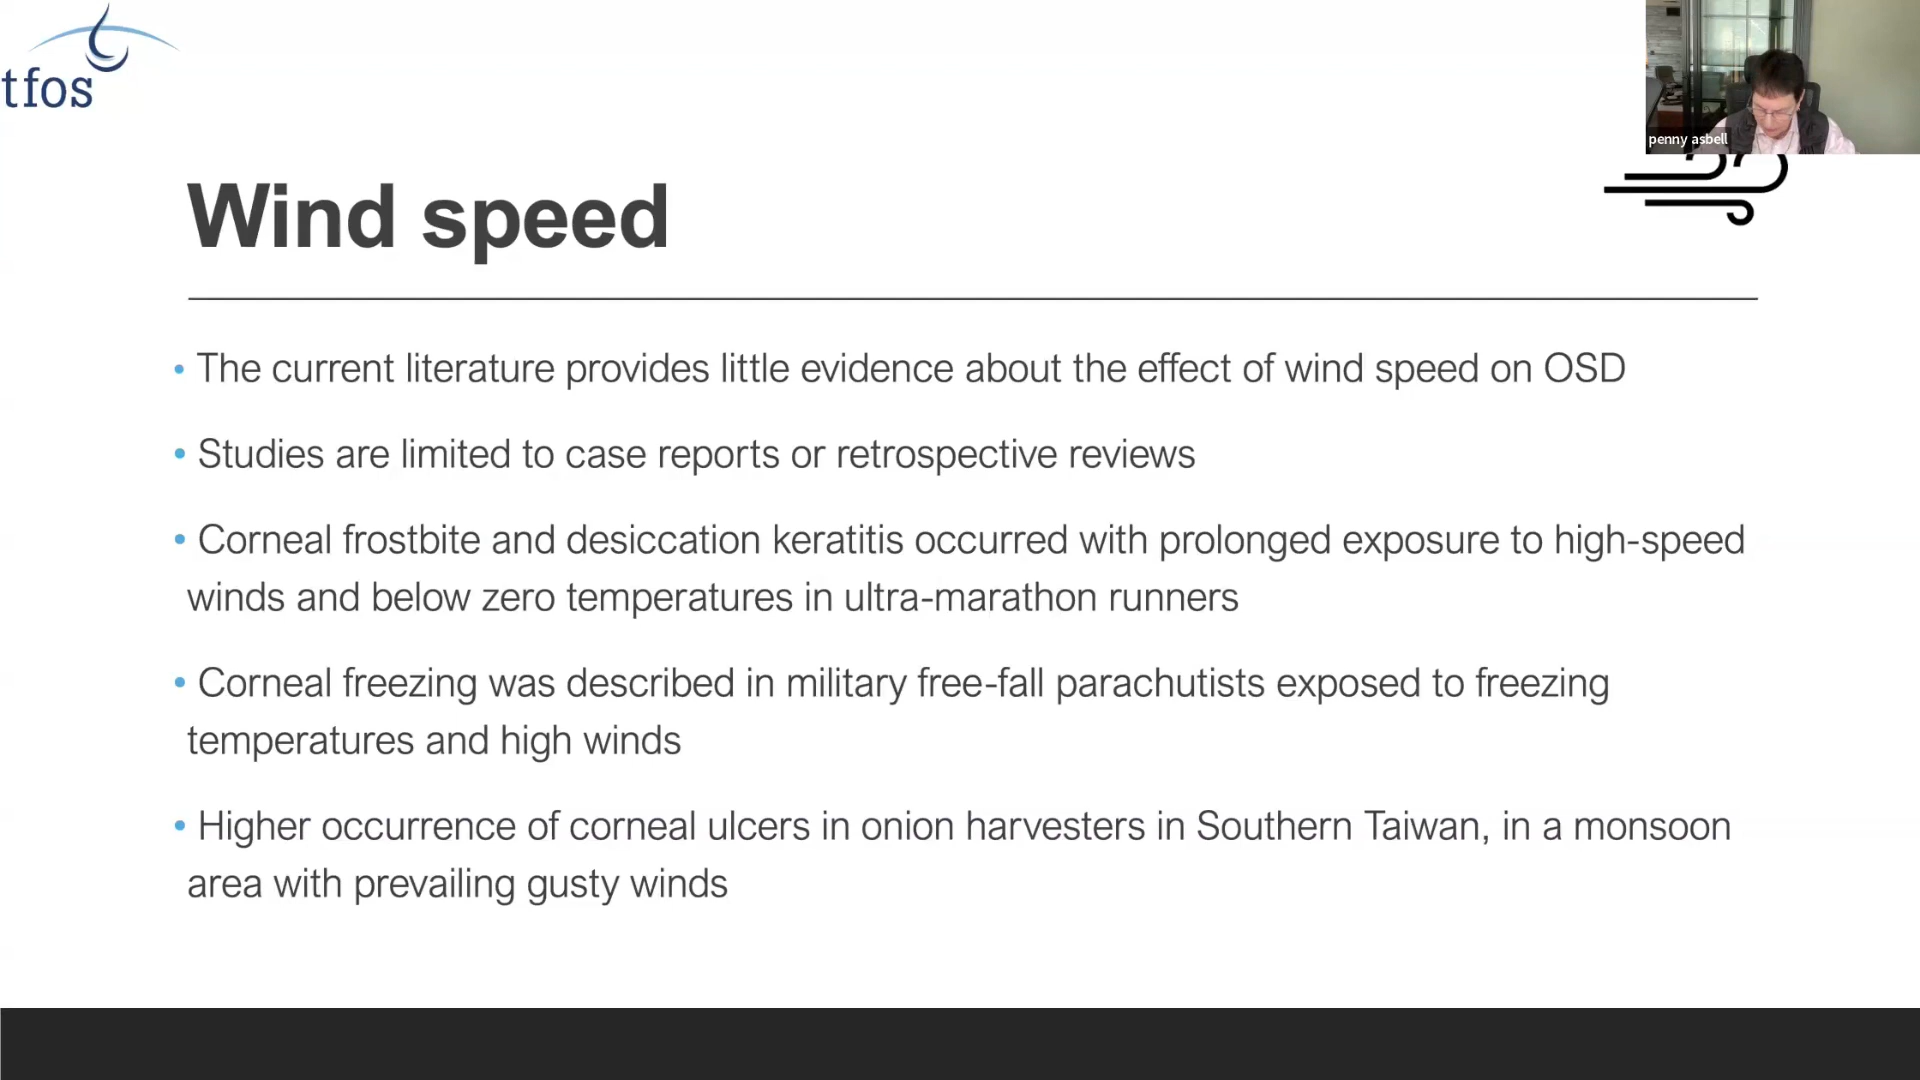 tfos
penny asbell
Wind speed
• The current literature provides little evidence about the effect of wind speed on OSD
• Studies are limited to case reports or retrospective reviews
• Corneal frostbite and desiccation keratitis occurred with prolonged exposure to high-speed
winds and below zero temperatures in ultra-marathon runners
• Corneal freezing was described in military free-fall parachutists exposed to freezing
temperatures and high winds
• Higher occurrence of corneal ulcers in onion harvesters in Southern Taiwan, in a monsoon
area with prevailing gusty winds